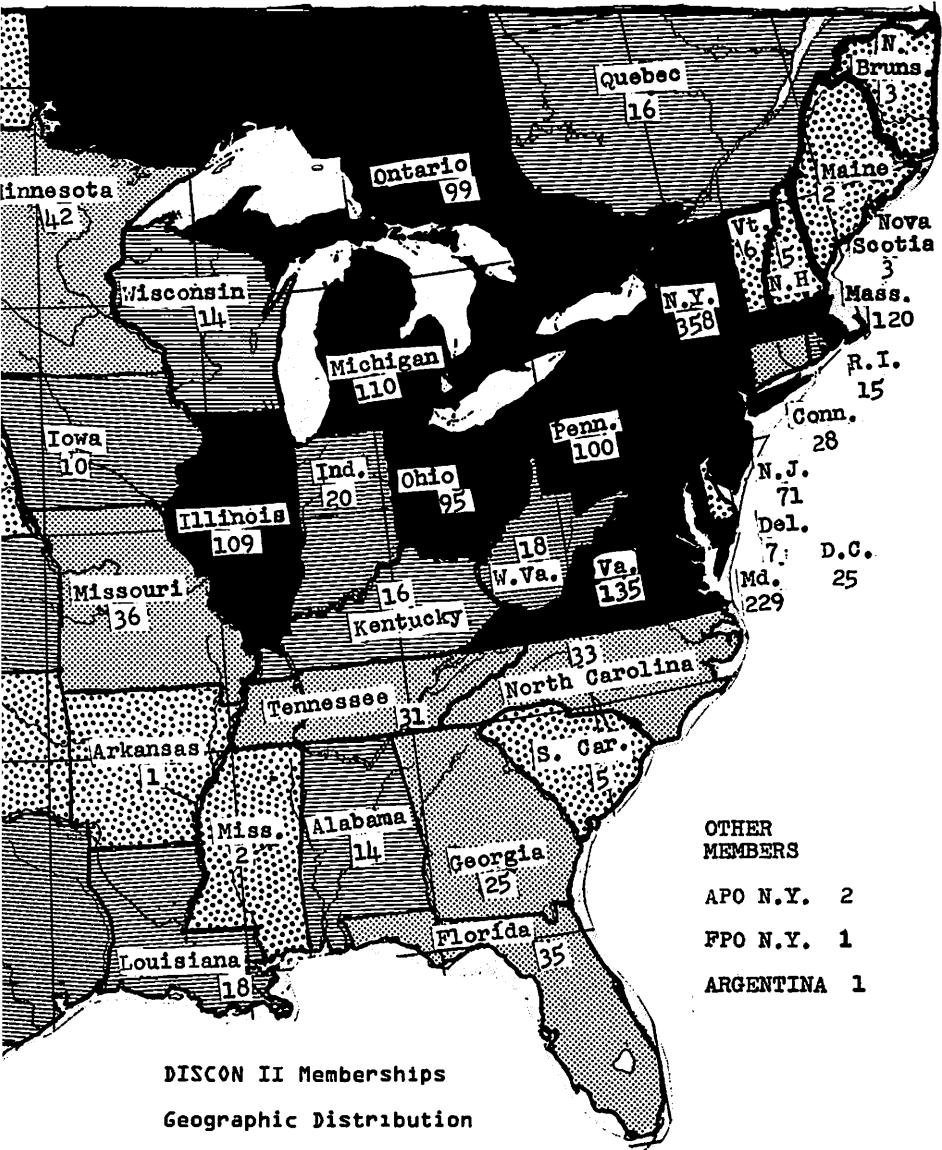 N.
Bruns.
3
Quebec
16
Ontario
99
Maine
2
innesota
42
Vt.
6
5
N.H.
Nova
Scotia
3
Wisconsin
14
N.Y.
358
Mass.
120
Michigan
110
R.I.
15
Conn.
28
Iowa
10
Ind.
20
Ohio
95
Penn.
100
N.J.
71
Illinois
109
Del.
7
D.C.
25
18
W.Va.
Va.
135
Md.
229
Missouri
36
16
Kentucky
33
North Carolina
Tennessee
31
Arkansas
1
S. Car.
5
Miss.
2
Alabama
14
Georgia
25
Florida
35
Louisiana
18
OTHER
MEMBERS
APO N.Y. 2
FPO N.Y. 1
ARGENTINA 1
DISCON II Memberships
Geographic Distribution